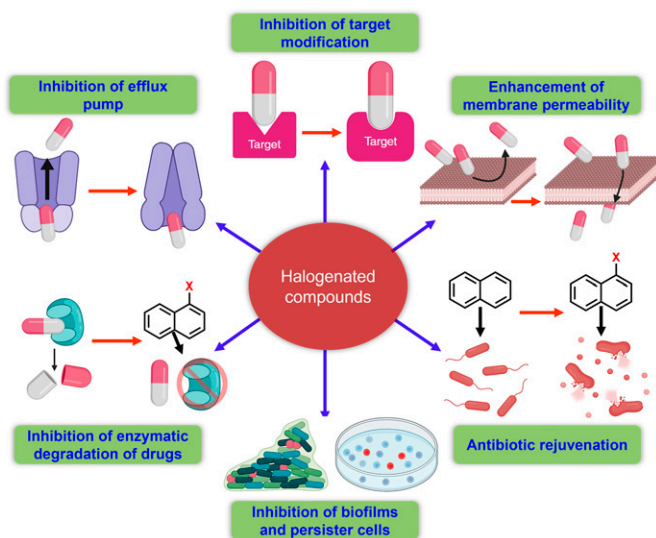 Inhibition of target
modification
Inhibition of efflux
pump
Enhancement of
membrane permeability
Target
Target
Halogenated
compounds
X
X
Inhibition of enzymatic
degradation of drugs
Antibiotic rejuvenation
Inhibition of biofilms
and persister cells